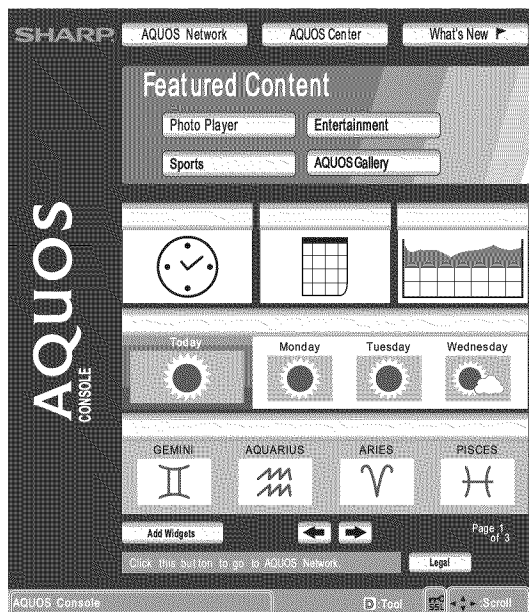 SHARP
AQUOS Network
AQUOS Center
What's New
Featured Content
Photo Player
Entertainment
Sports
AQUOS Gallery
AQUOS
CONSOLE
Today
Monday
Tuesday
Wednesday
GEMINI
AQUARIUS
ARIES
PISCES
Add Widgets
Page 1
of 3
Click this button to go to AQUOS Network
Legal
AQUOS Console
D:Tool
:Scroll